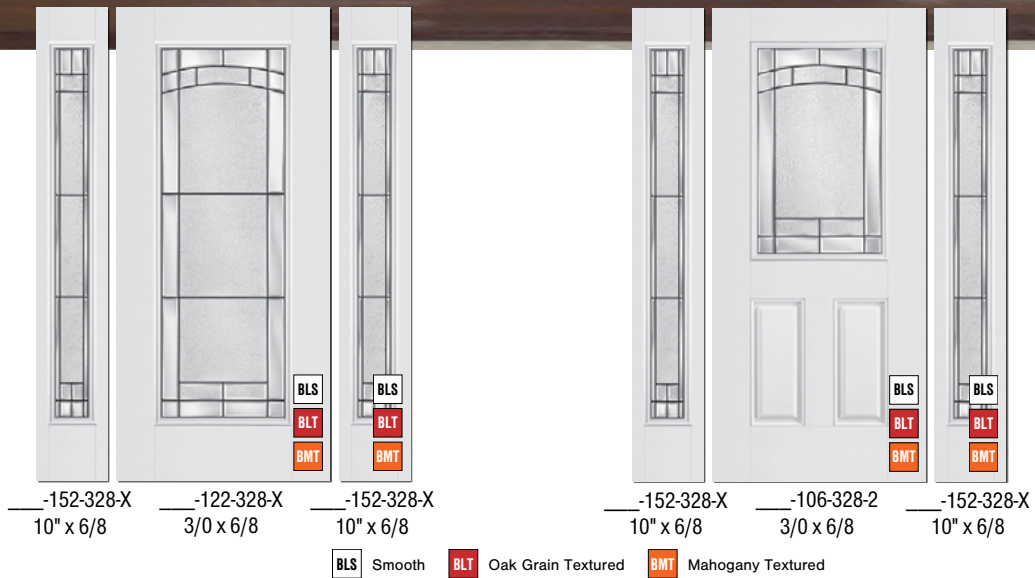 BLS
BLT
BMT
BLS
BLT
BMT
BLS
BLT
BMT
BLS
BLT
BMT
___-152-328-X
10" x 6/8
___-122-328-X
3/0 x 6/8
___-152-328-X
10" x 6/8
___-152-328-X
10" x 6/8
___-106-328-2
3/0 x 6/8
___-152-328-X
10" x 6/8
BLS Smooth BLT Oak Grain Textured BMT Mahogany Textured